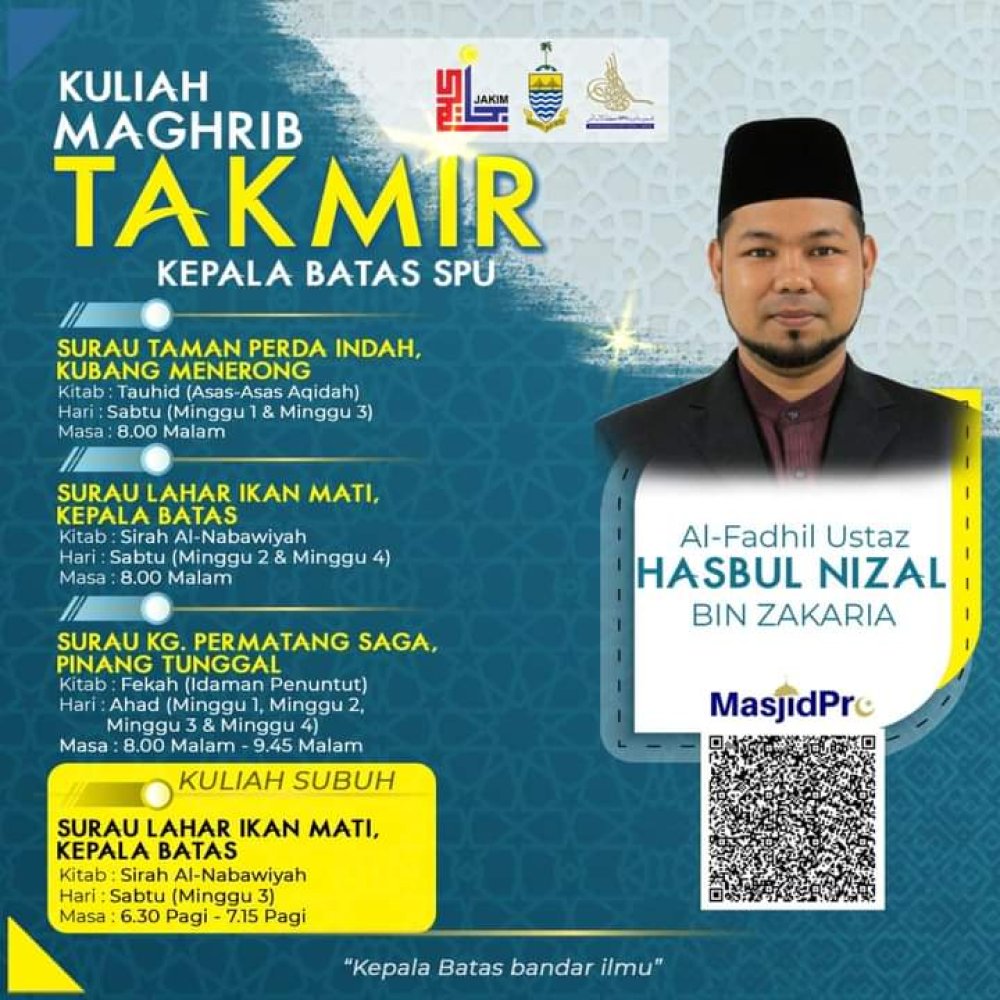 KULIAH
MAGHRIB
TAKMIR
KEPALA BATAS SPU
JAKIM
SURAU TAMAN PERDA INDAH,
KUBANG MENERONG
Kitab : Tauhid (Asas-Asas Aqidah)
Hari : Sabtu (Minggu 1 & Minggu 3)
Masa : 8.00 Malam
SURAU LAHAR IKAN MATI,
KEPALA BATAS
Kitab : Sirah Al-Nabawiyah
Hari : Sabtu (Minggu 2 & Minggu 4)
Masa : 8.00 Malam
SURAU KG. PERMATANG SAGA,
PINANG TUNGGAL
Kitab : Fekah (Idaman Penuntut)
Hari : Ahad (Minggu 1, Minggu 2,
Minggu 3 & Minggu 4)
Masa : 8.00 Malam - 9.45 Malam
KULIAH SUBUH
SURAU LAHAR IKAN MATI,
KEPALA BATAS
Kitab : Sirah Al-Nabawiyah
Hari : Sabtu (Minggu 3)
Masa : 6.30 Pagi - 7.15 Pagi
Al-Fadhil Ustaz
HASBUL NIZAL
BIN ZAKARIA
MasjidPro
"Kepala Batas bandar ilmu"